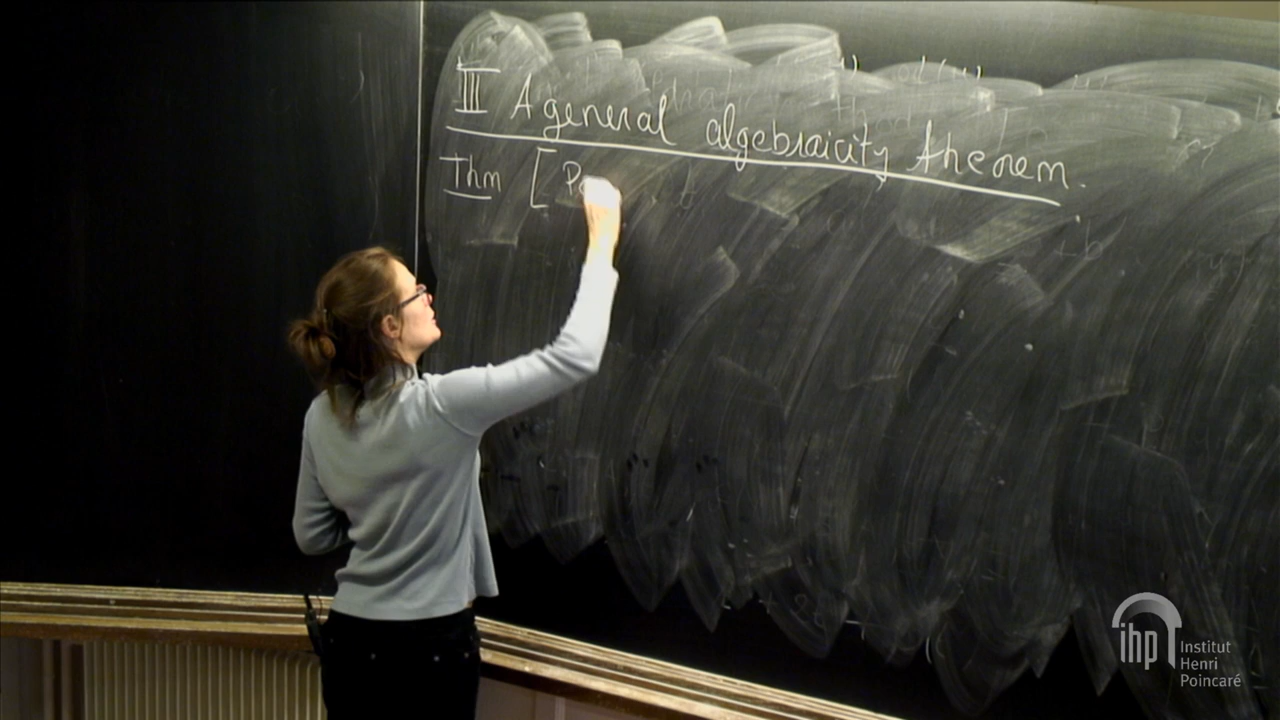 III A general algebraicity theorem.
Thm [ P
ihp Institut
Henri
Poincaré